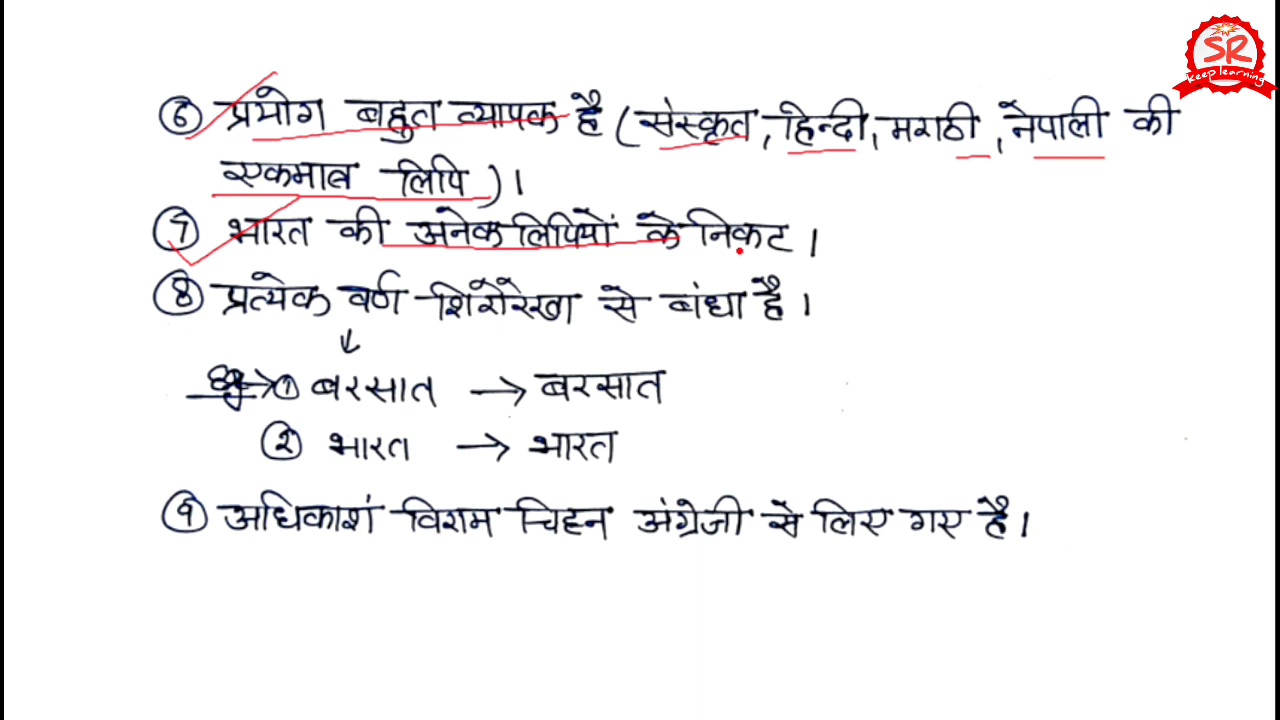 SR
keep learning
⑥ प्रयोग बहुत व्यापक है (संस्कृत, हिन्दी, मराठी, नेपाली की
एकमात्र लिपि)।
⑦ भारत की अनेक लिपियों के निकट।
⑧ प्रत्येक वर्ण शिरोरेखा से बंधा है।
↓
① बरसात → बरसात
② भारत → भारत
⑨ अधिकाशं विराम चिहन अंग्रेजी से लिए गए है।